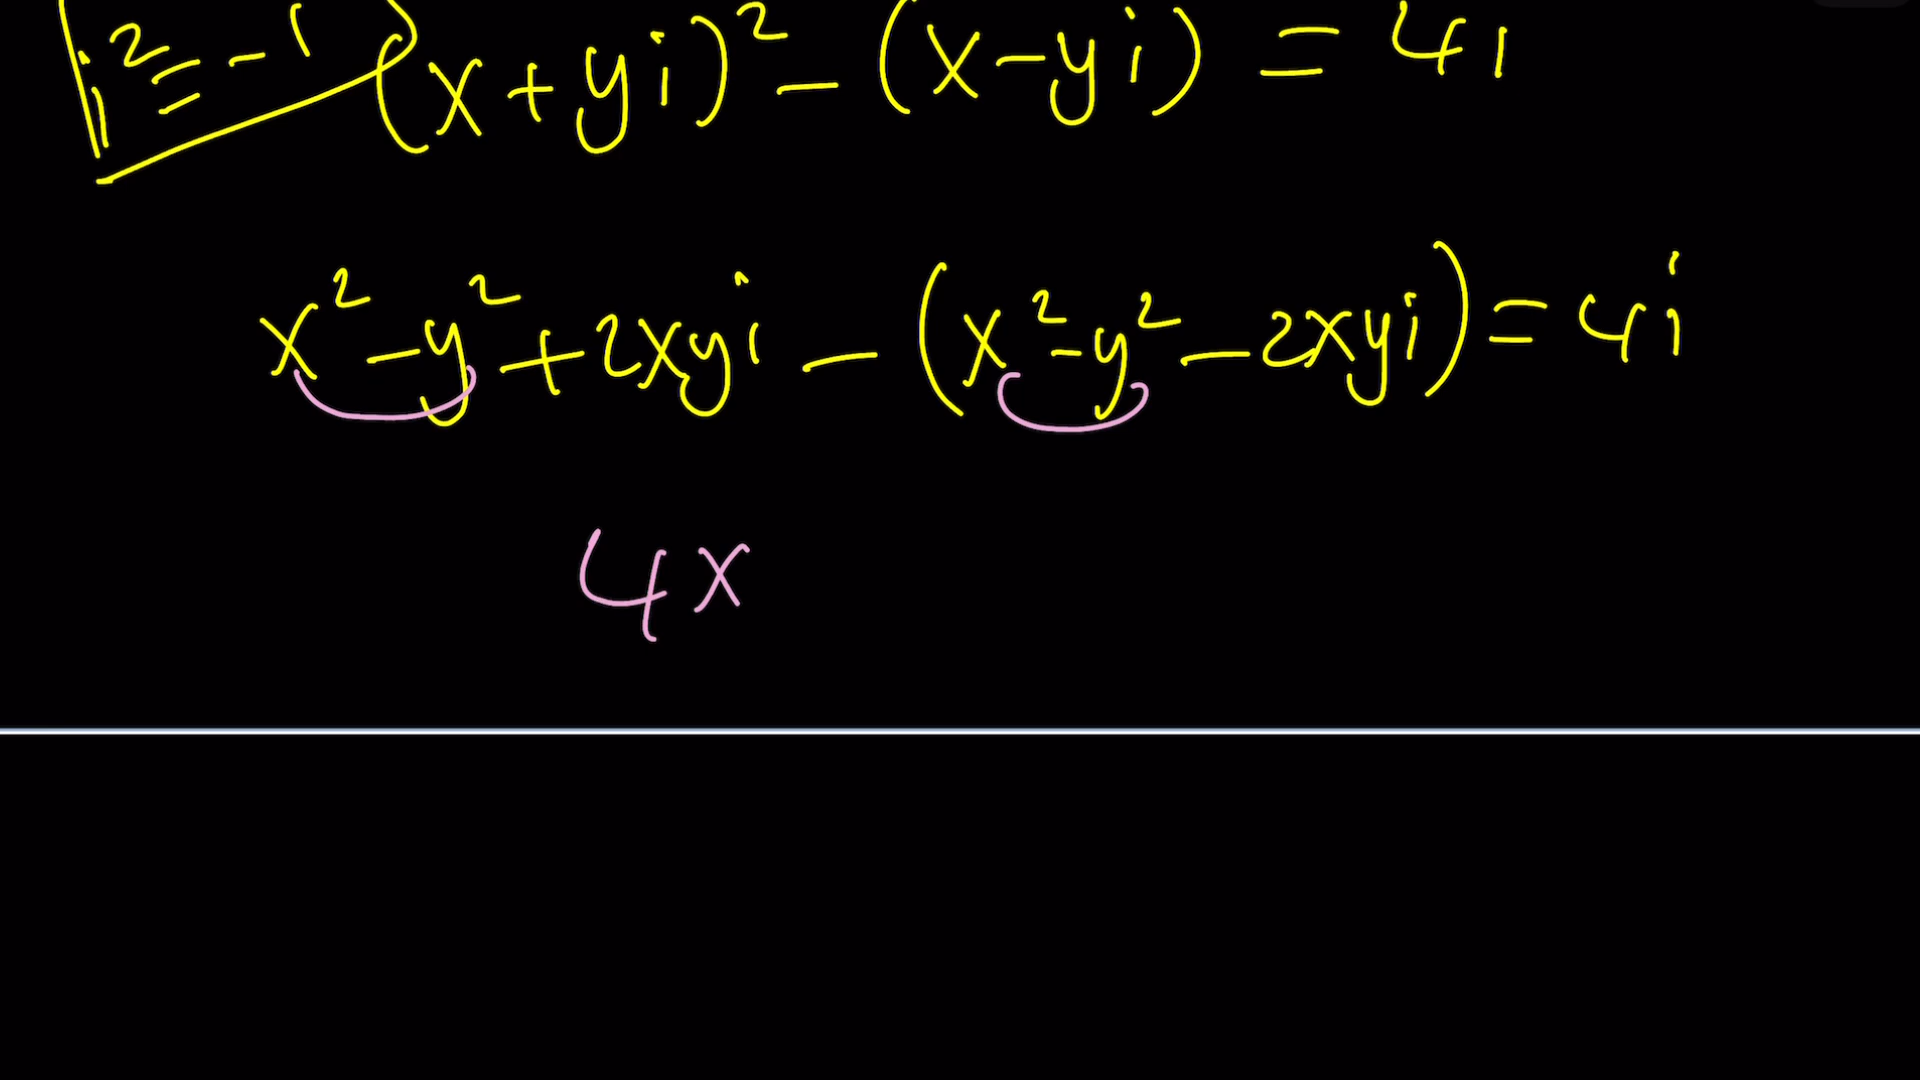 i² = -1 (x+yi)² - (x-yi) = 4i
x² - y² + 2xyi - (x² - y² - 2xyi) = 4i
4x